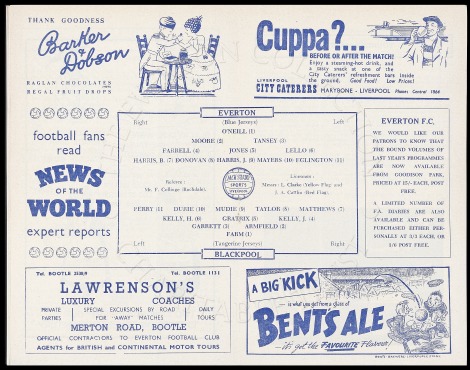 THANK GOODNESS
Barker & Dobson
RAGLAN CHOCOLATES
REGAL FRUIT DROPS
Cuppa?...
BEFORE OR AFTER THE MATCH!
Enjoy a steaming-hot drink, and
a tasty snack at one of the
City Caterers' refreshment bars inside
the ground. Good Food! Low Prices!
LIVERPOOL
CITY CATERERS
MARYBONE - LIVERPOOL
Phone: Central 1964
football fans
read
NEWS
OF THE
WORLD
expert reports
EVERTON
Right (Blue Jerseys) Left
O'NEILL (1)
MOORE (2) TANSEY (3)
FARRELL (4) JONES (5) LELLO (6)
HARRIS, B. (7) DONOVAN (8) HARRIS, J. (9) MAYERS (10) EGLINGTON (11)
Referee :
Mr. F. Collinge (Rochdale).
JACK SHARP
SPORTS
Linesmen :
Messrs. L. Clarke (Yellow Flag) and
J. S. Catlin (Red Flag)
PERRY (11) DURIE (10) MUDIE (9) TAYLOR (8) MATTHEWS (7)
KELLY, H. (6) GRATRIX (5) KELLY, J. (4)
GARRETT (3) ARMFIELD (2)
FARM (1)
Left (Tangerine Jerseys) Right
BLACKPOOL
EVERTON F.C.
WE WOULD LIKE OUR
PATRONS TO KNOW THAT
THE BOUND VOLUMES OF
LAST YEAR'S PROGRAMMES
ARE NOW AVAILABLE
FROM GOODISON PARK,
PRICED AT 15/- EACH, POST
FREE.
A LIMITED NUMBER OF
F.A. DIARIES ARE ALSO
AVAILABLE AND CAN BE
PURCHASED EITHER PER-
SONALLY AT 3/3 EACH, OR
3/6 POST FREE.
Tel. BOOTLE Tel. BOOTLE 1131
LAWRENSON'S
LUXURY COACHES
PRIVATE PARTIES
SPECIAL EXCURSIONS BY ROAD
FOR 'AWAY' MATCHES
DAILY TOURS
MERTON ROAD, BOOTLE
OFFICIAL CONTRACTORS TO EVERTON FOOTBALL CLUB
AGENTS for BRITISH and CONTINENTAL MOTOR TOURS
A BIG KICK
- is what you get from a glass of
BENTS ALE
-it's got the FAVOURITE Flavour!